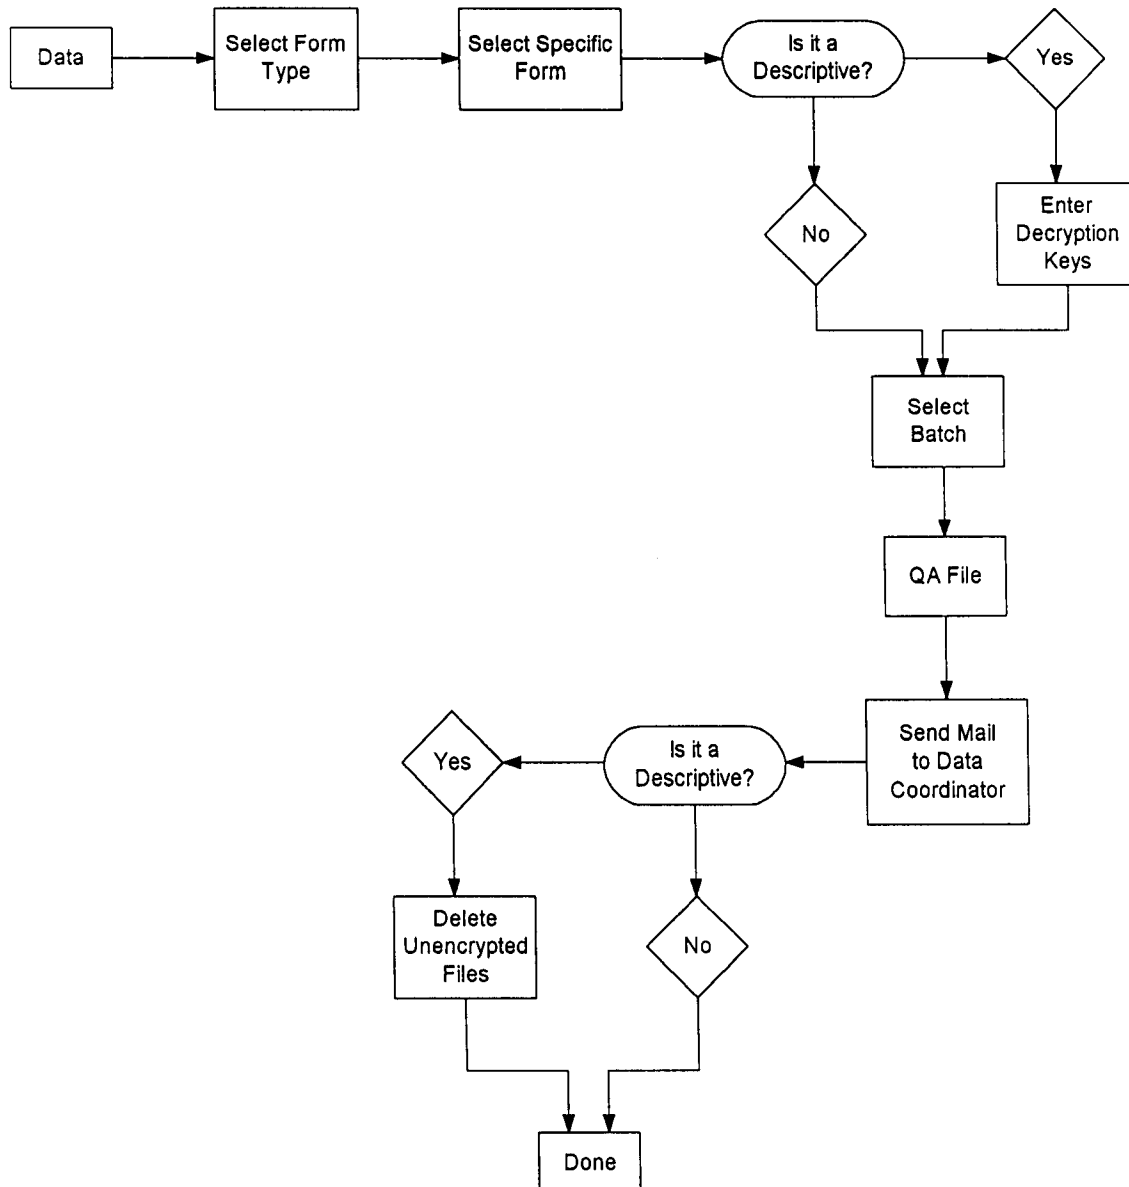 Data
Select Form
Type
Select Specific
Form
Is it a
Descriptive?
Yes
No
Enter
Decryption
Keys
Select
Batch
QA File
Send Mail
to Data
Coordinator
Is it a
Descriptive?
Yes
Delete
Unencrypted
Files
No
Done